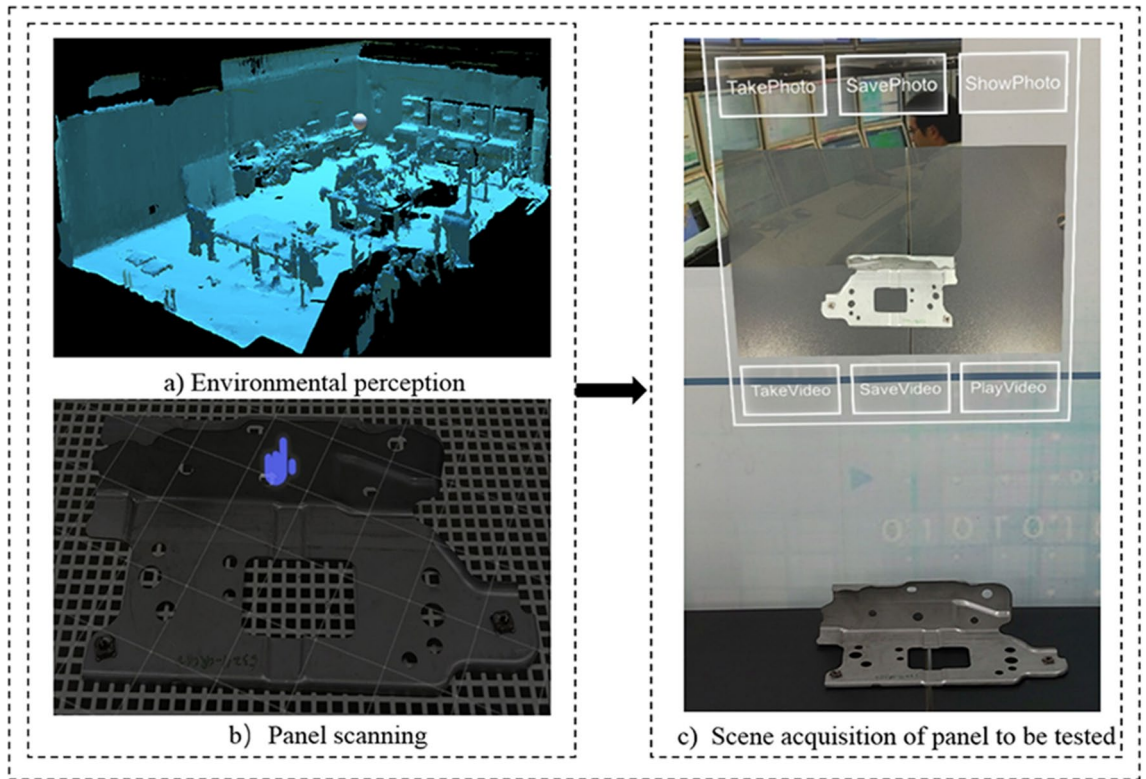 a) Environmental perception
b) Panel scanning
TakePhoto
SavePhoto
ShowPhoto
TakeVideo
SaveVideo
PlayVideo
c) Scene acquisition of panel to be tested